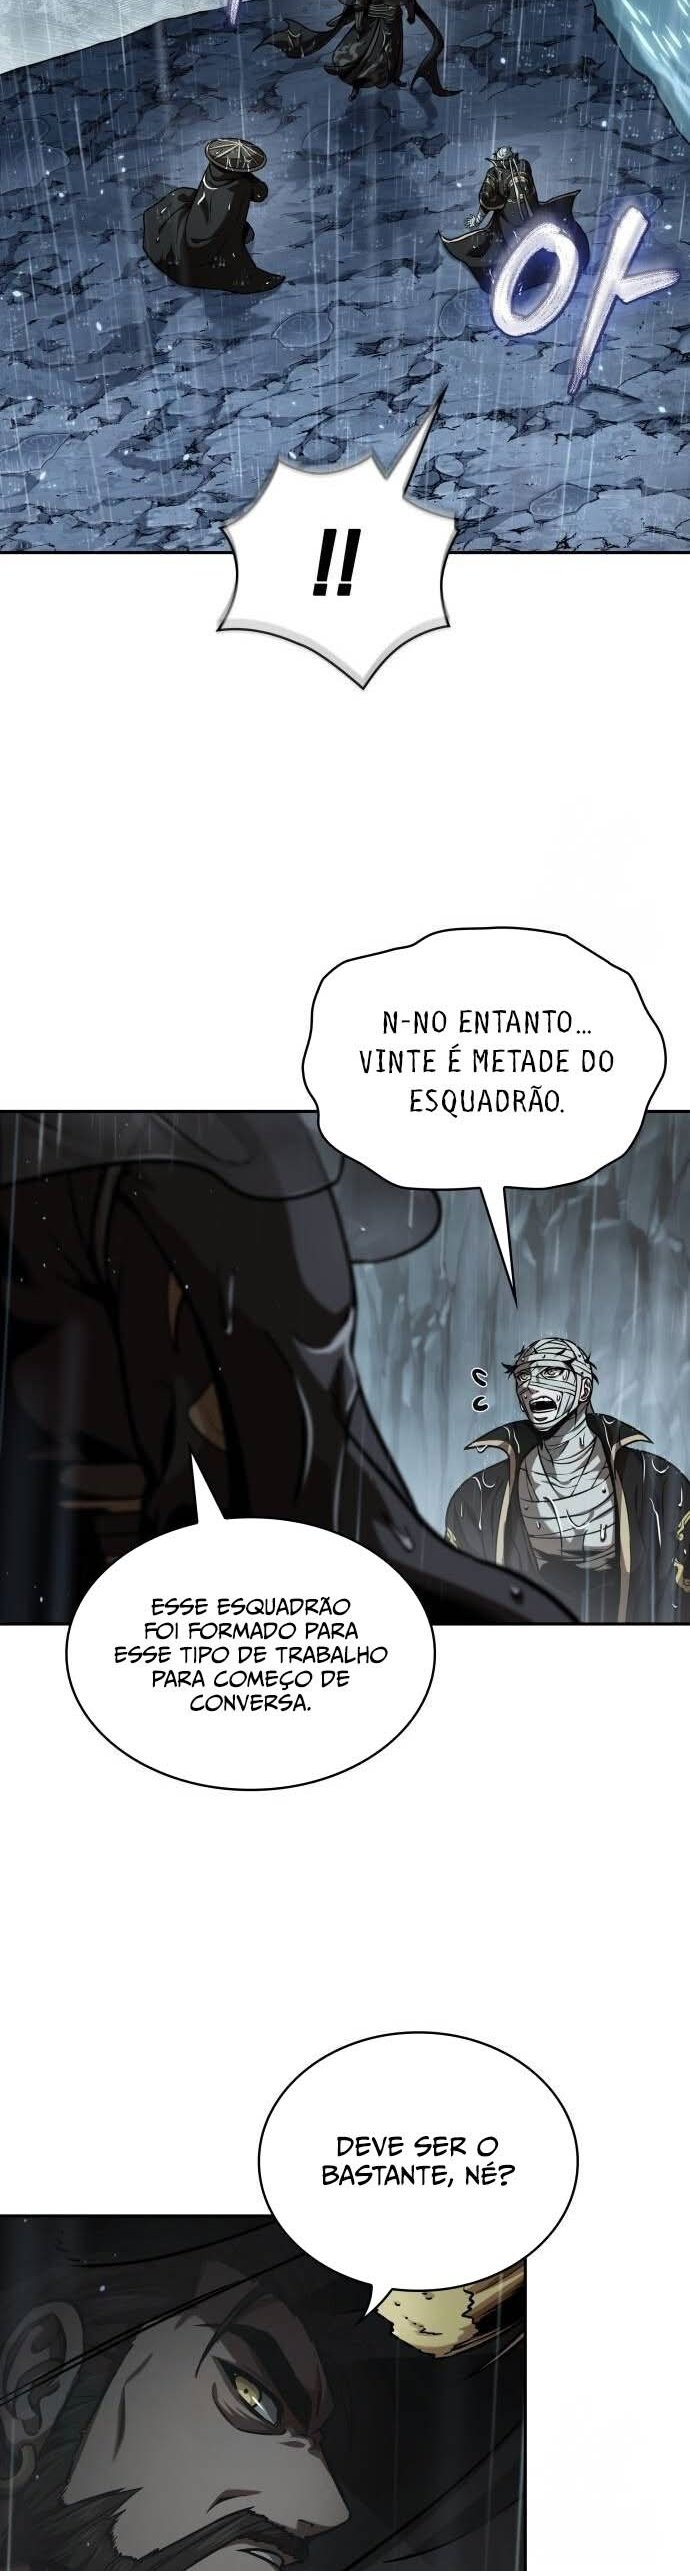 아
!!
N-NO ENTANTO...
VINTE É METADE DO
ESQUADRÃO.
ESSE ESQUADRÃO
FOI FORMADO PARA
ESSE TIPO DE TRABALHO
PARA COMEÇO DE
CONVERSA.
DEVE SER O
BASTANTE, NÉ?